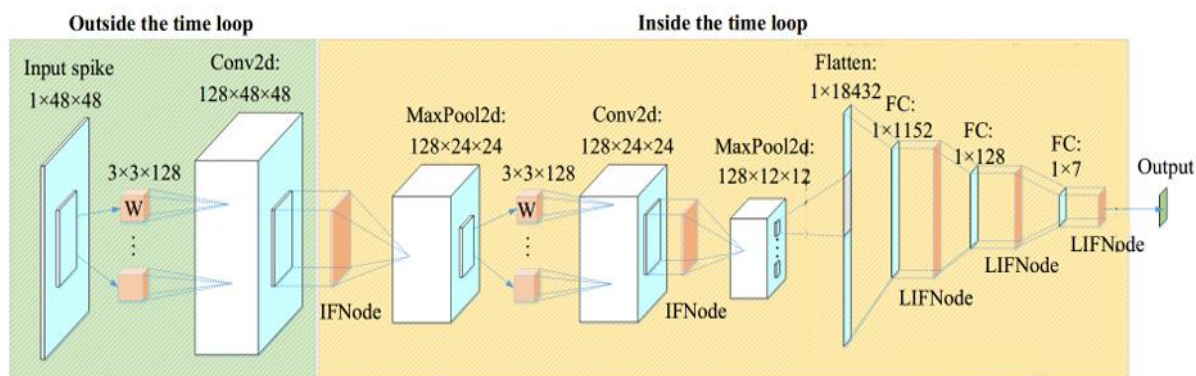 Outside the time loop
Inside the time loop
Input spike
1×48×48
Conv2d:
128×48×48
3×3×128
W
IFNode
MaxPool2d:
128×24×24
3×3×128
W
Conv2d:
128×24×24
IFNode
MaxPool2d:
128×12×12
Flatten:
1×18432
FC:
1×1152
LIFNode
FC:
1×128
LIFNode
FC:
1×7
LIFNode
Output